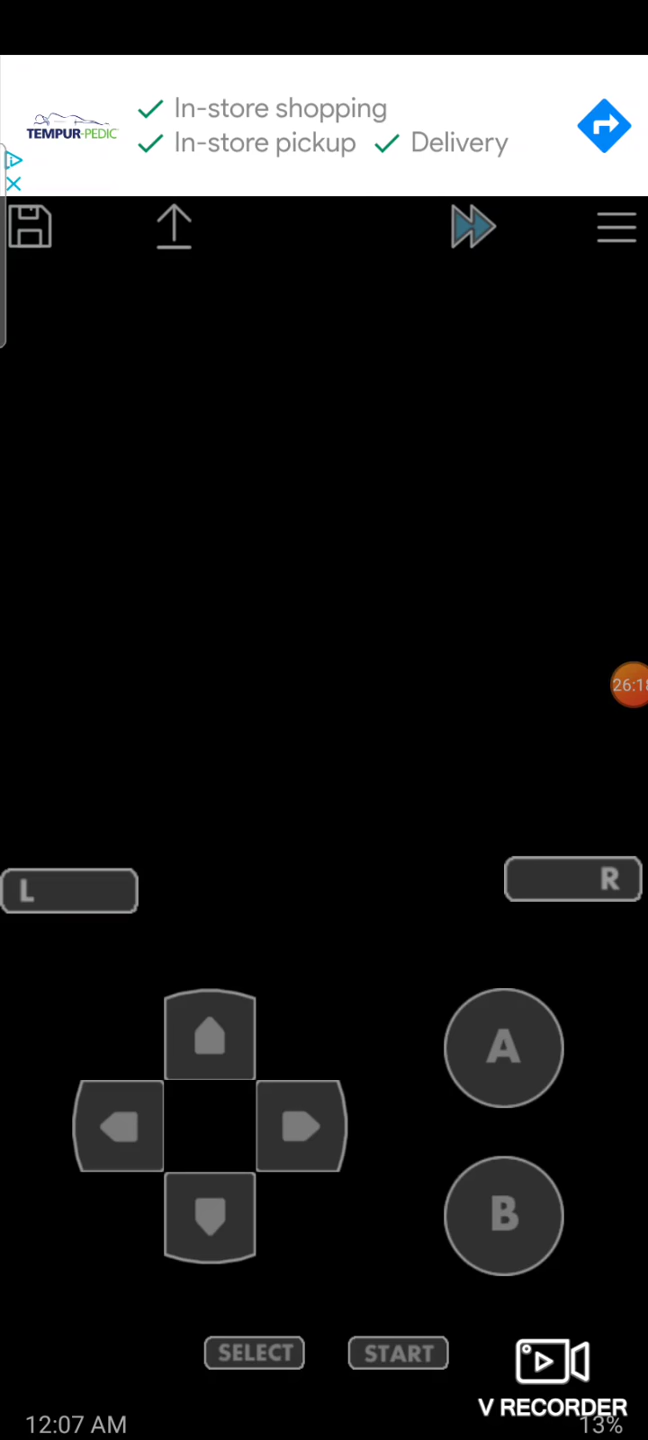 TEMPUR-PEDIC
In-store shopping
In-store pickup Delivery
26:18
L
R
A
B
SELECT
START
V RECORDER
12:07 AM
13%